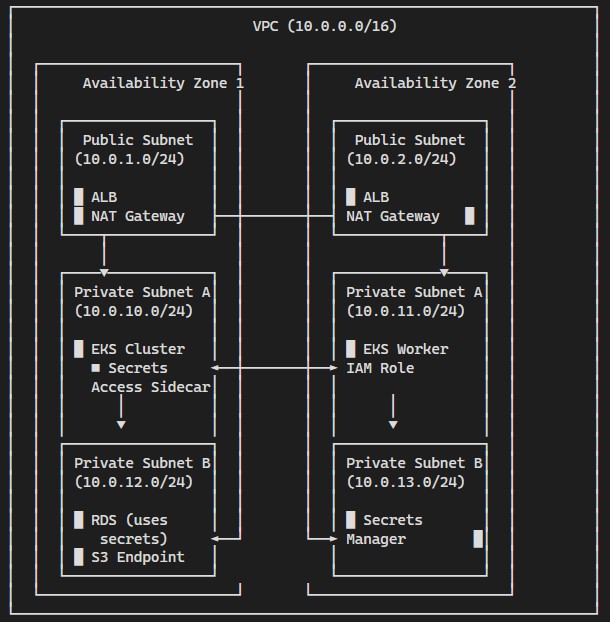 VPC (10.0.0.0/16)
Availability Zone 1
Public Subnet
(10.0.1.0/24)
ALB
NAT Gateway
Private Subnet A
(10.0.10.0/24)
EKS Cluster
Secrets
Access Sidecar
Private Subnet B
(10.0.12.0/24)
RDS (uses
secrets)
S3 Endpoint
Availability Zone 2
Public Subnet
(10.0.2.0/24)
ALB
NAT Gateway
Private Subnet A
(10.0.11.0/24)
EKS Worker
IAM Role
Private Subnet B
(10.0.13.0/24)
Secrets
Manager